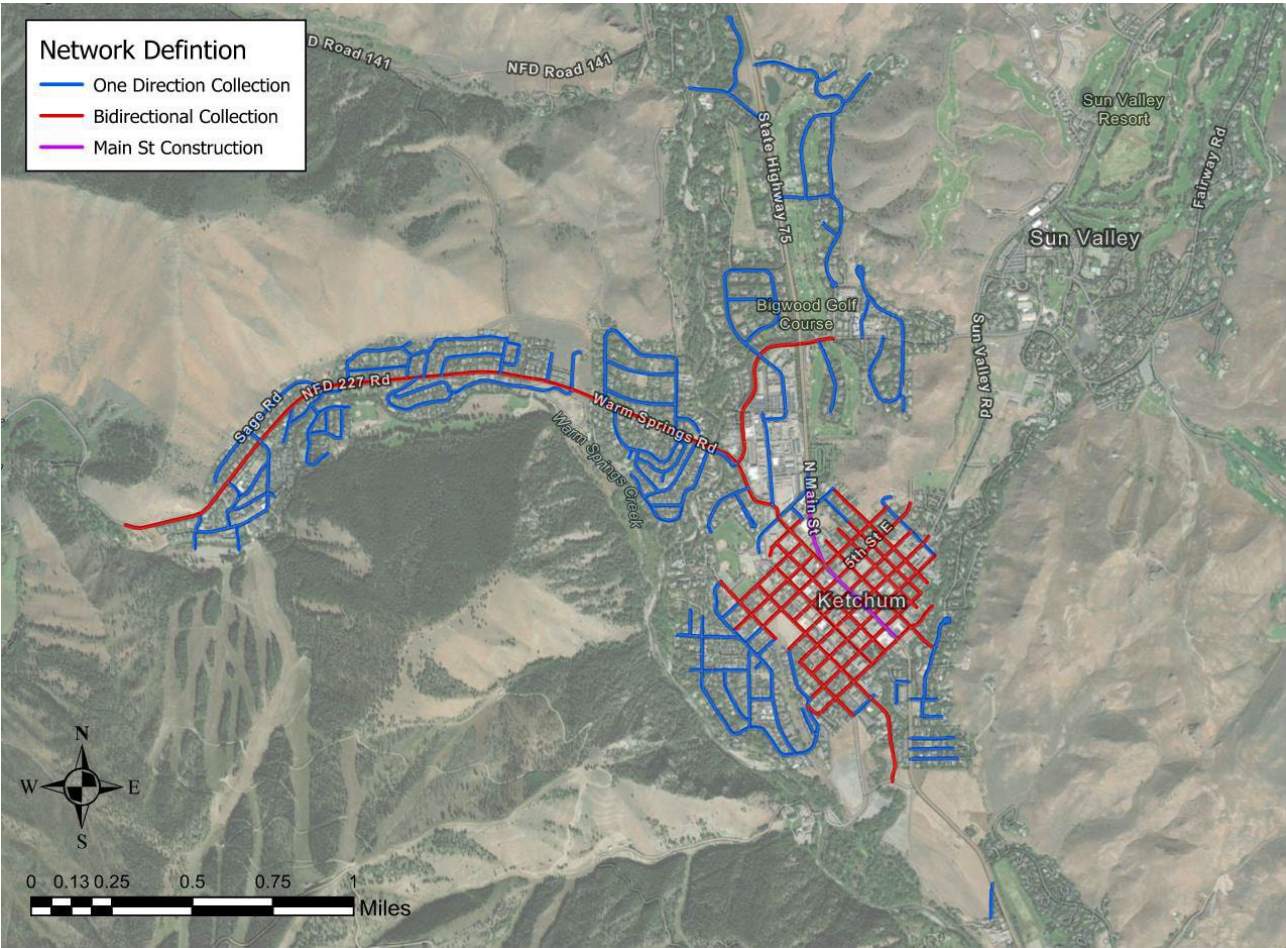 Network Defintion
One Direction Collection
Bidirectional Collection
Main St Construction
D Road 141
NFD Road 141
State Highway 75
Sun Valley
Resort
Fairway Rd
Sun Valley
Bigwood Golf
Course
Sun Valley Rd
NFD 227 Rd
Sage Rd
Warm Springs Rd
Warm Springs Creek
N Main St
5th St E
Ketchum
N
W
E
S
0 0.13 0.25 0.5 0.75 1
Miles